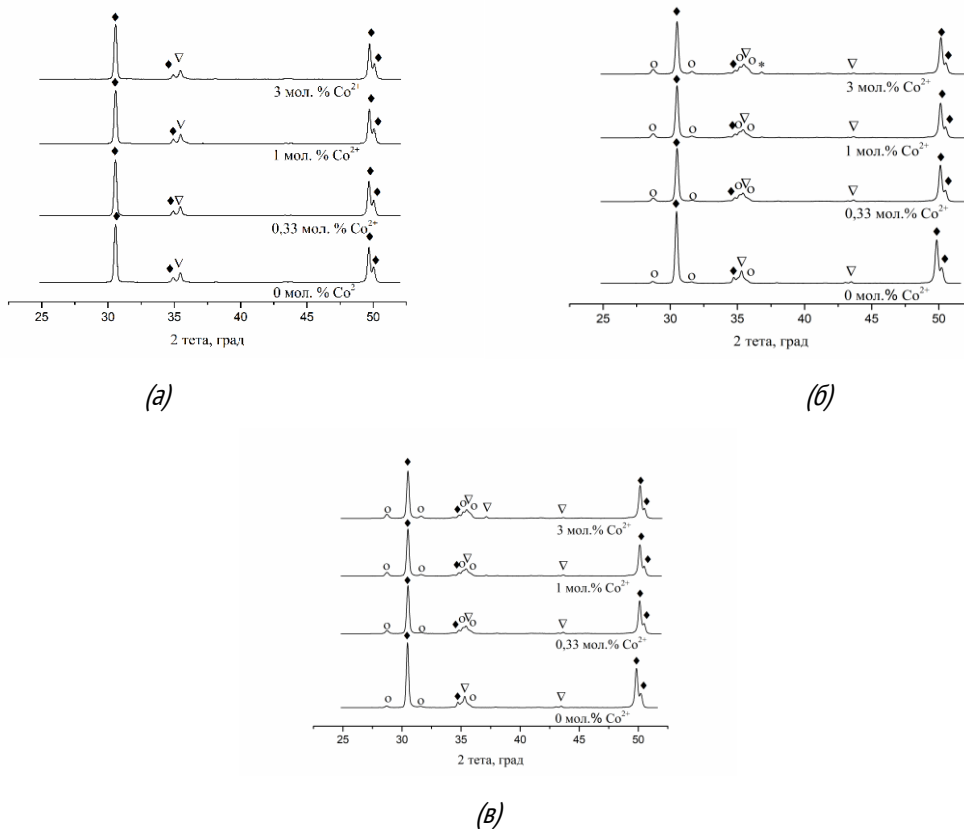 3 мол. % Co²⁺
1 мол. % Co²⁺
0,33 мол. % Co²⁺
0 мол. % Co²
25 30 35 40 45 50
2 тета, град
(а)
*
3 мол.% Co²⁺
1 мол.% Co²⁺
0,33 мол.% Co²⁺
0 мол.% Co²⁺
25 30 35 40 45 50
2 тета, град
(б)
3 мол.% Co²⁺
1 мол.% Co²⁺
0,33 мол.% Co²⁺
0 мол.% Co²⁺
25 30 35 40 45 50
2 тета, град
(в)